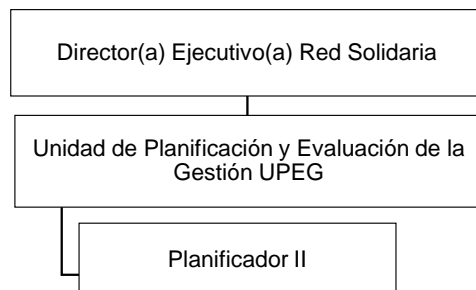 Director(a) Ejecutivo(a) Red Solidaria
Unidad de Planificación y Evaluación de la
Gestión UPEG
Planificador II